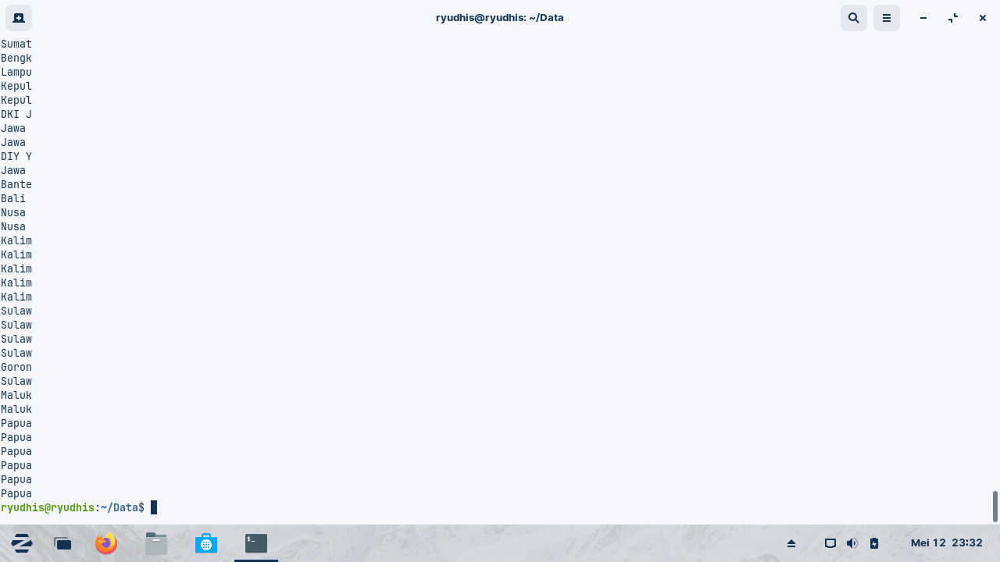 ryudhis@ryudhis: ~/Data
Sumat
Bengk
Lampu
Kepul
Kepul
DKI J
Jawa
Jawa
DIY Y
Jawa
Bante
Bali
Nusa
Nusa
Kalim
Kalim
Kalim
Kalim
Kalim
Sulaw
Sulaw
Sulaw
Sulaw
Goron
Sulaw
Maluk
Maluk
Papua
Papua
Papua
Papua
Papua
Papua
ryudhis@ryudhis:~/Data$
$_
Mei 12 23:32